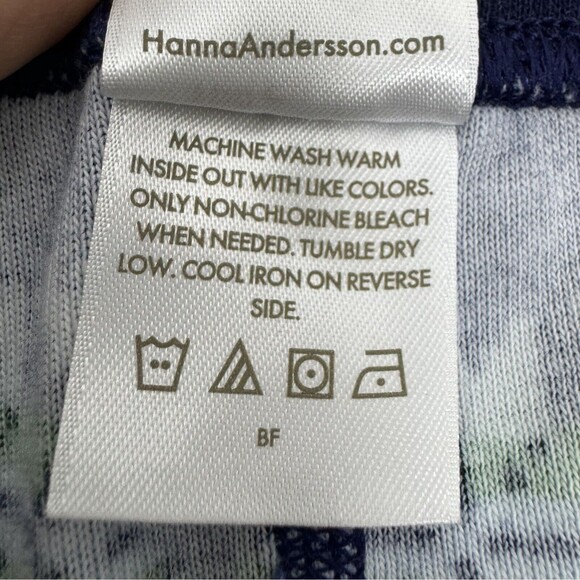 HannaAndersson.com
MACHINE WASH WARM
INSIDE OUT WITH LIKE COLORS.
ONLY NON-CHLORINE BLEACH
WHEN NEEDED. TUMBLE DRY
LOW. COOL IRON ON REVERSE
SIDE.
BF